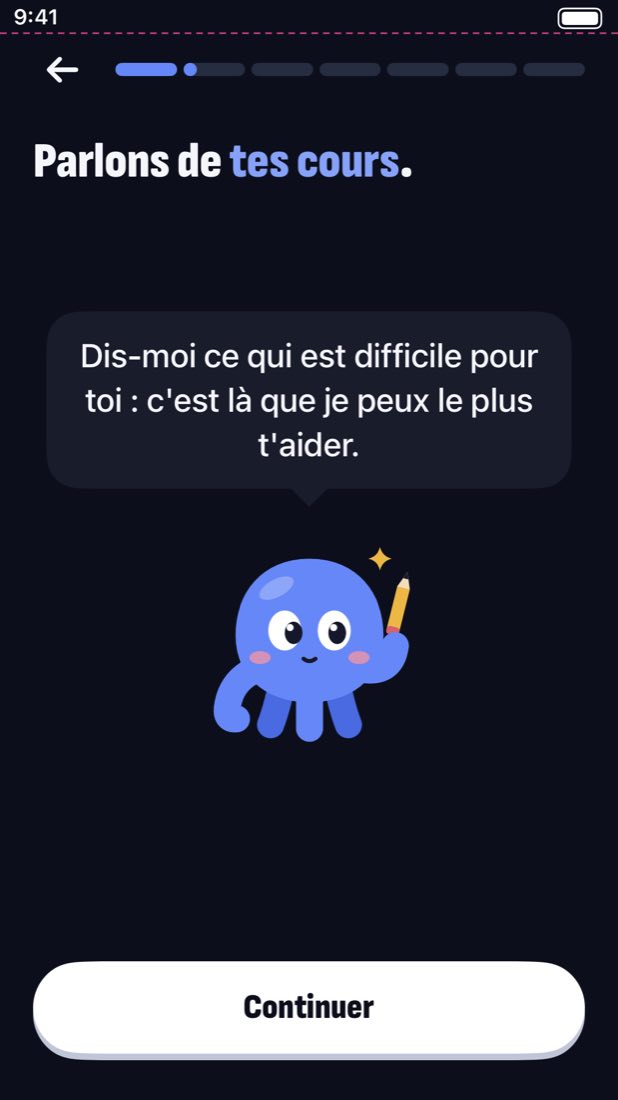 9:41
Parlons de tes cours.
Dis-moi ce qui est difficile pour
toi : c'est là que je peux le plus
t'aider.
Continuer